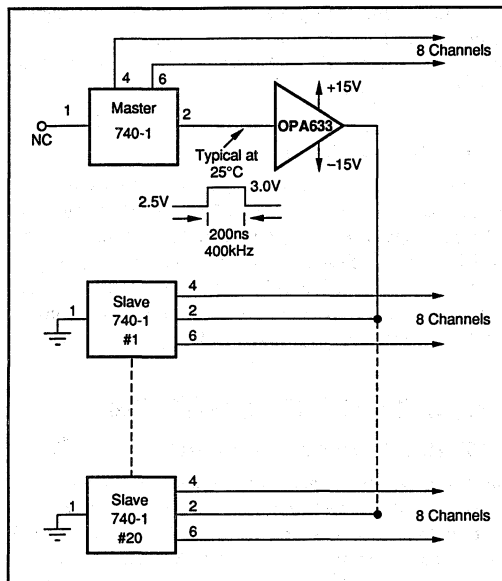 8 Channels
4
6
1
Master
740-1
2
+15V
OPA633
NC
Typical at
25°C
–15V
2.5V
3.0V
200ns
400kHz
Slave
740-1
#1
1
4
2
6
8 Channels
Slave
740-1
#20
1
4
2
6
8 Channels